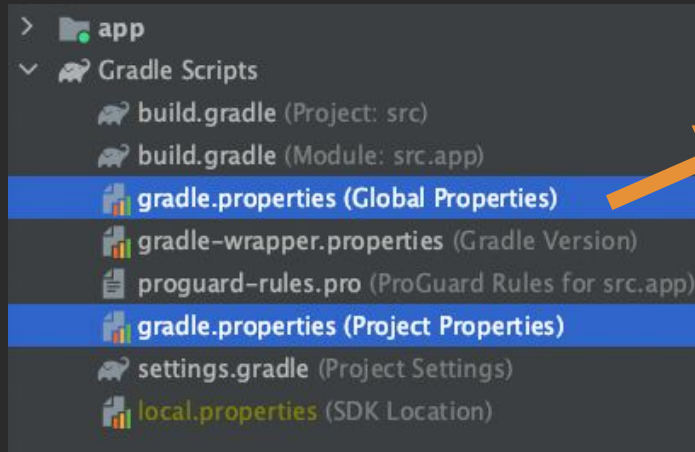 app
Gradle Scripts
build.gradle (Project: src)
build.gradle (Module: src.app)
gradle.properties (Global Properties)
gradle-wrapper.properties (Gradle Version)
proguard-rules.pro (ProGuard Rules for src.app)
gradle.properties (Project Properties)
settings.gradle (Project Settings)
local.properties (SDK Location)